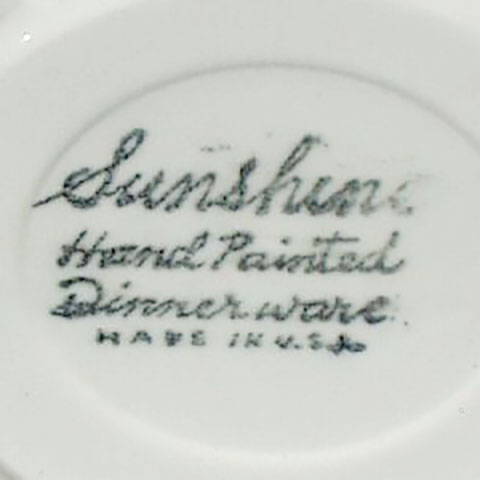 Sunshine
Hand Painted
Dinnerware
MADE IN U.S.A.